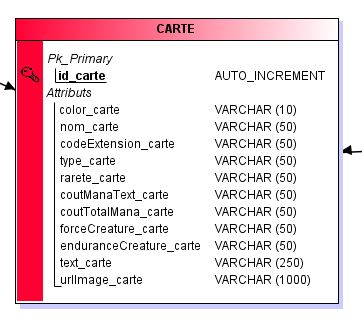 CARTE
Pk_Primary
id_carte AUTO_INCREMENT
Attributs
color_carte VARCHAR (10)
nom_carte VARCHAR (50)
codeExtension_carte VARCHAR (50)
type_carte VARCHAR (50)
rarete_carte VARCHAR (50)
coutManaText_carte VARCHAR (50)
coutTotalMana_carte VARCHAR (50)
forceCreature_carte VARCHAR (50)
enduranceCreature_carte VARCHAR (50)
text_carte VARCHAR (250)
urlImage_carte VARCHAR (1000)